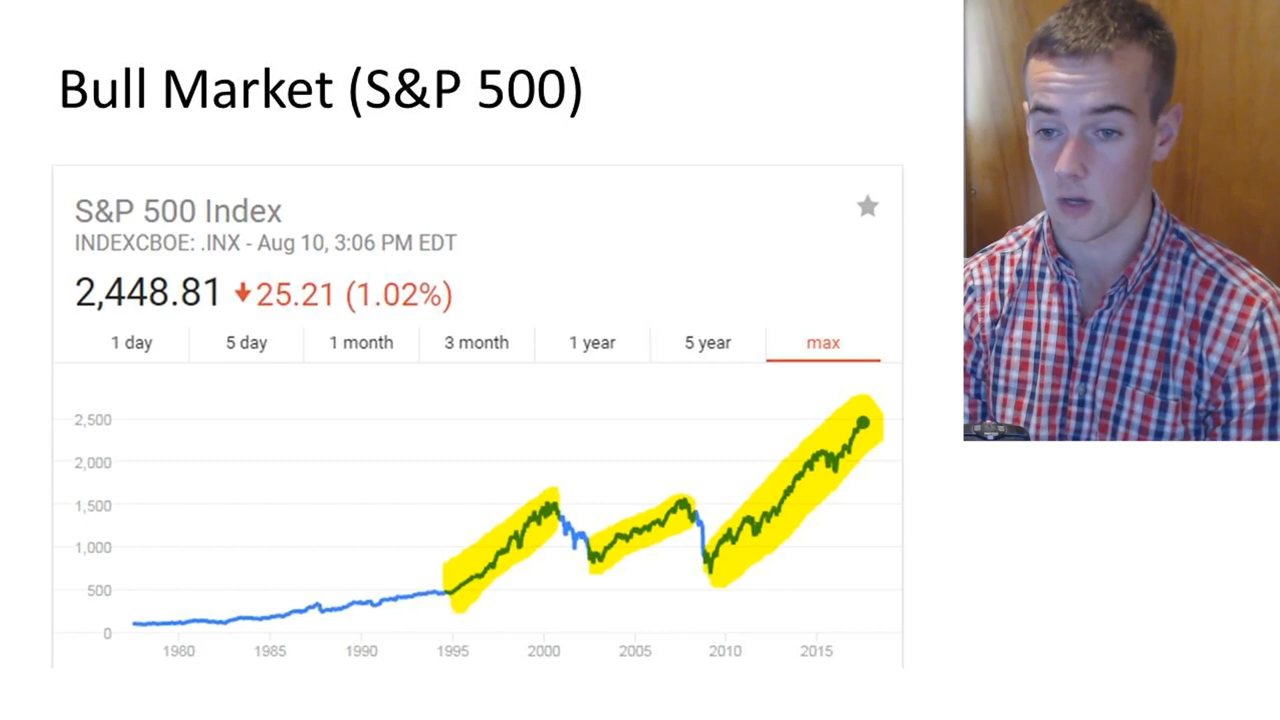 Bull Market (S&P 500)
S&P 500 Index
INDEXCBOE: .INX - Aug 10, 3:06 PM EDT
2,448.81 25.21 (1.02%)
1 day 5 day 1 month 3 month 1 year 5 year max
2,500
2,000
1,500
1,000
500
0
1980 1985 1990 1995 2000 2005 2010 2015